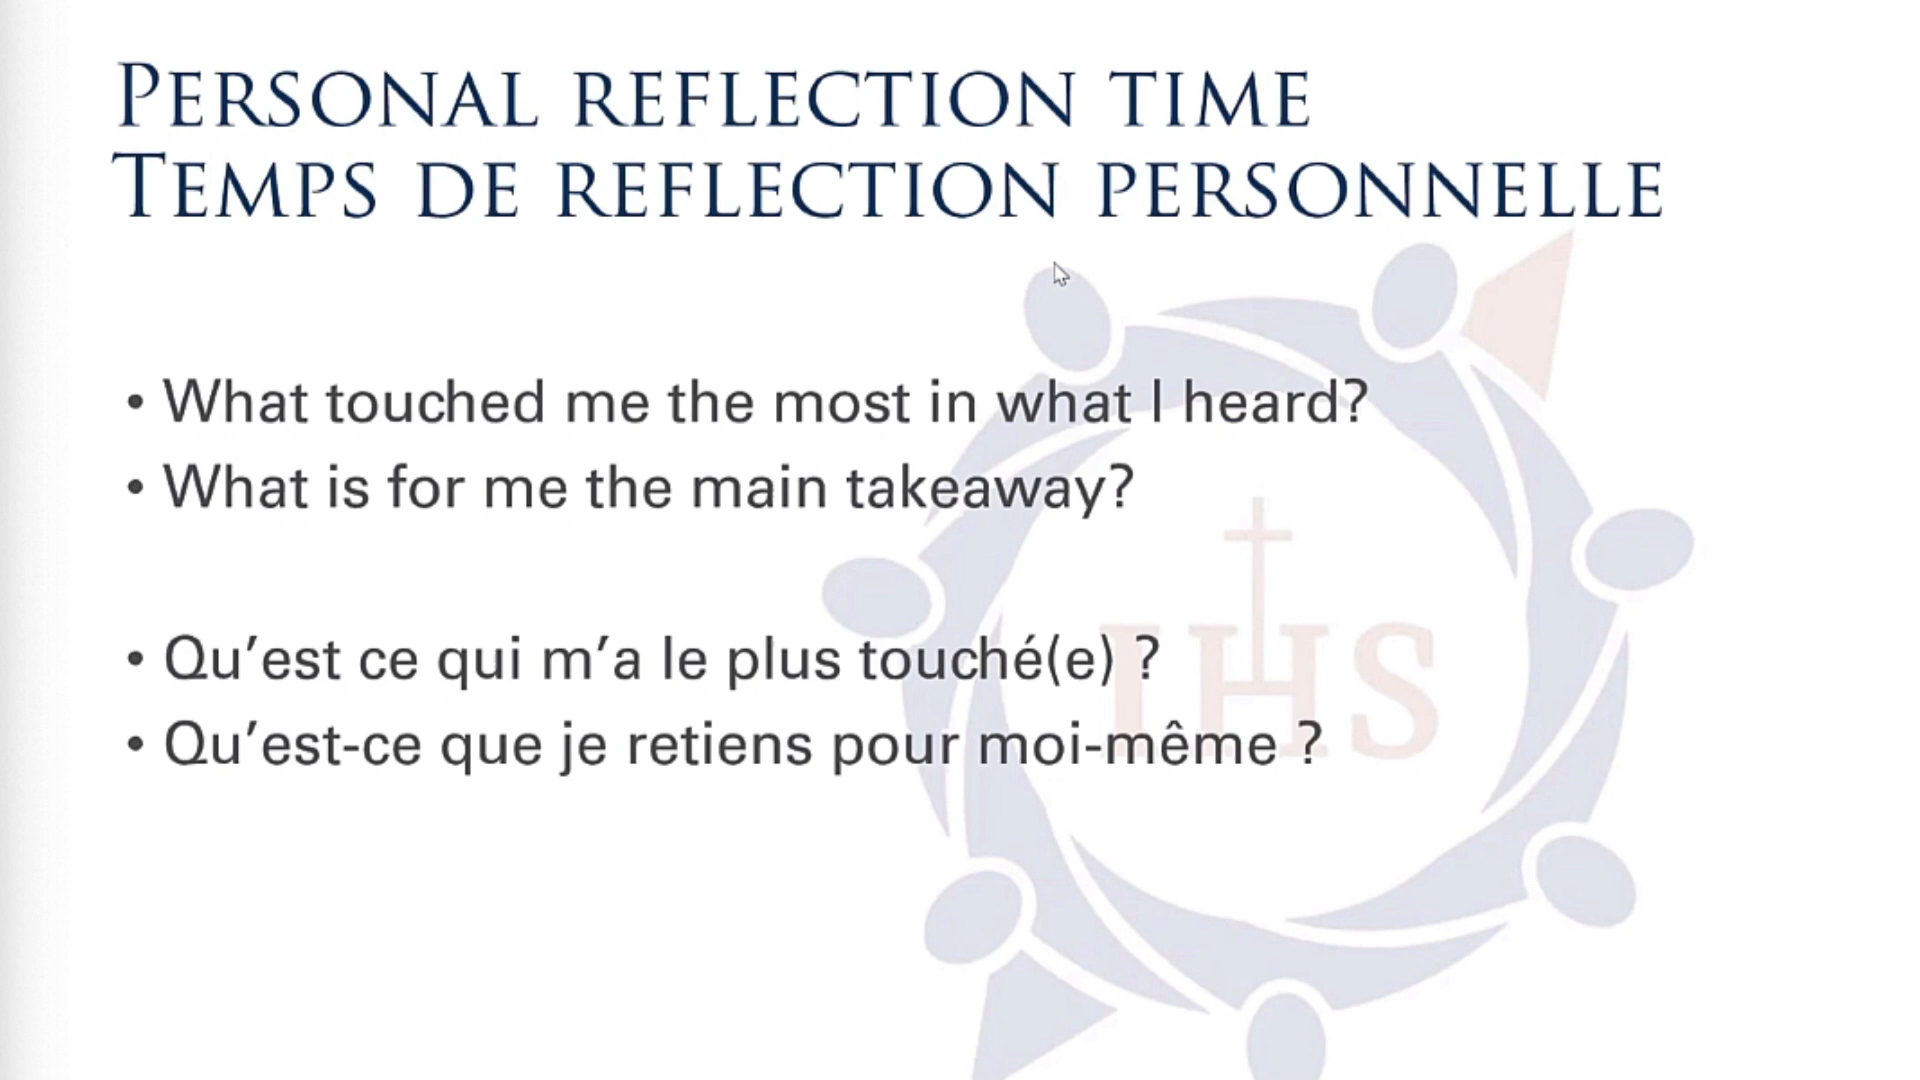 PERSONAL REFLECTION TIME
TEMPS DE REFLECTION PERSONNELLE
• What touched me the most in what I heard?
• What is for me the main takeaway?
IHS
• Qu’est ce qui m’a le plus touché(e) ?
• Qu’est-ce que je retiens pour moi-même ?